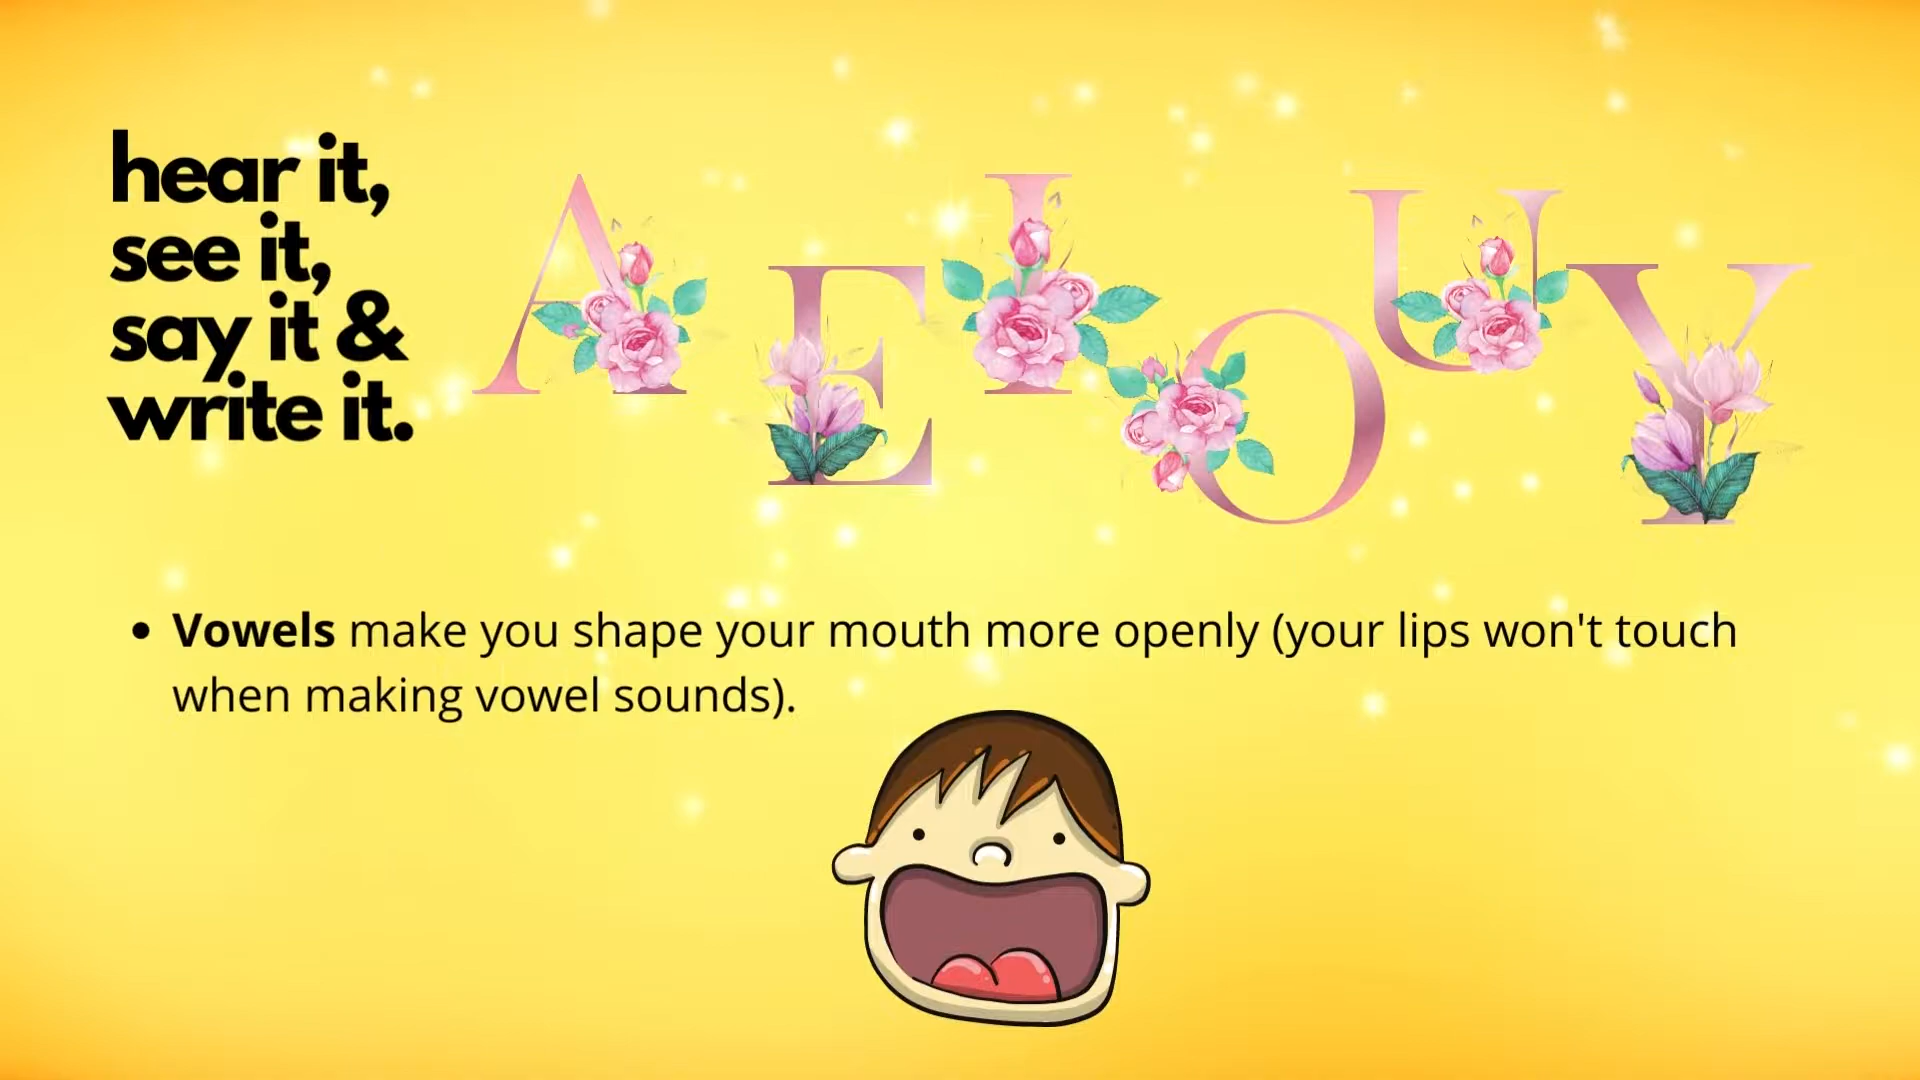 hear it,
see it,
say it &
write it.
A E I O U Y
• Vowels make you shape your mouth more openly (your lips won't touch
when making vowel sounds).